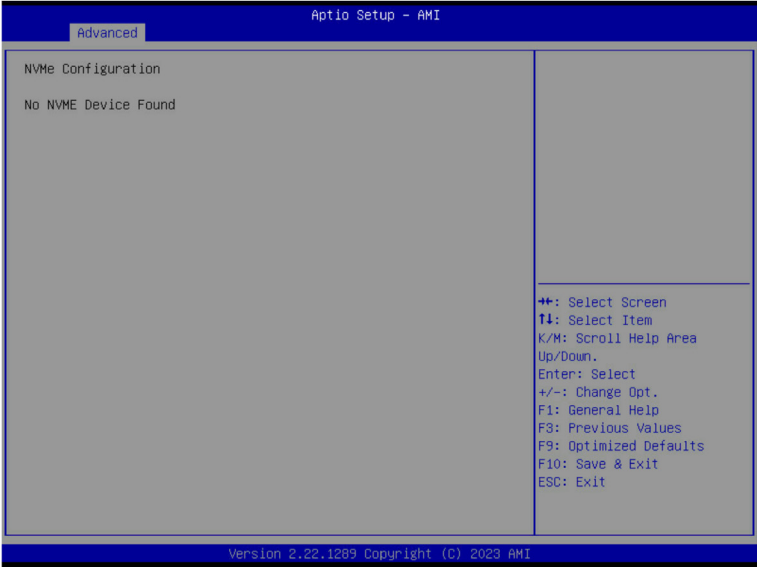 Aptio Setup – AMI
Advanced
NVMe Configuration
No NVME Device Found
→←: Select Screen
↑↓: Select Item
K/M: Scroll Help Area
Up/Down.
Enter: Select
+/-: Change Opt.
F1: General Help
F3: Previous Values
F9: Optimized Defaults
F10: Save & Exit
ESC: Exit
Version 2.22.1289 Copyright (C) 2023 AMI